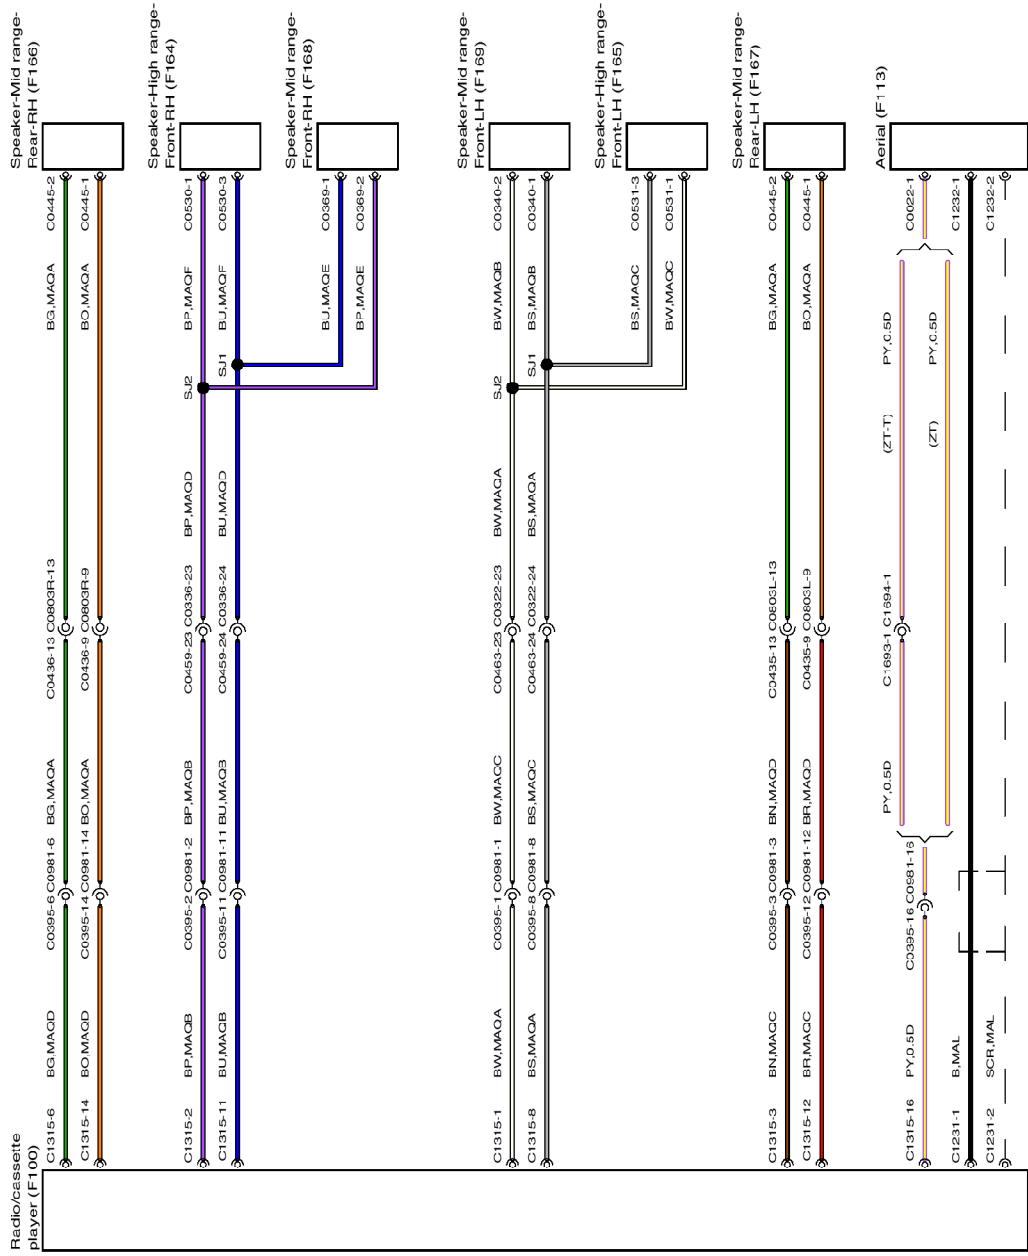 Speaker-Mid range-
Rear-RH (F166)
Speaker-High range-
Front-RH (F164)
Speaker-Mid range-
Front-RH (F168)
Speaker-Mid range-
Front-LH (F169)
Speaker-High range-
Front-LH (F165)
Speaker-Mid range-
Rear-LH (F167)
Aerial (F113)
C0445-2
C0445-1
C0530-1
C0530-3
C0369-1
C0369-2
C0340-2
C0340-1
C0531-3
C0531-1
C0445-2
C0445-1
C0022-1
C1232-1
C1232-2
BG,MAQA
BO,MAQA
BP,MAQF
BU,MAQF
BU,MAQE
BP,MAQE
BW,MAQB
BS,MAQB
BS,MAQC
BW,MAQC
BG,MAQA
BO,MAQA
PY,0.5D
PY,0.5D
SJ2
SJ1
SJ2
SJ1
(ZT-T)
(ZT)
BP,MAQD
BU,MAQD
BW,MAQA
BS,MAQA
C0803R-13
C0803R-9
C0336-23
C0336-24
C0322-23
C0322-24
C0803L-13
C0803L-9
C1694-1
C0436-13
C0436-9
C0459-23
C0459-24
C0463-23
C0463-24
C0435-13
C0435-9
C1693-1
BG,MAQA
BO,MAQA
BP,MAQB
BU,MAQB
BW,MAQC
BS,MAQC
BN,MAQD
BR,MAQD
PY,0.5D
C0981-6
C0981-14
C0981-2
C0981-11
C0981-1
C0981-8
C0981-3
C0981-12
C0981-16
C0395-6
C0395-14
C0395-2
C0395-11
C0395-1
C0395-8
C0395-3
C0395-12
C0395-16
BG,MAQD
BO,MAQD
BP,MAQB
BU,MAQB
BW,MAQA
BS,MAQA
BN,MAQC
BR,MAQC
PY,0.5D
B,MAL
SCR,MAL
C1315-6
C1315-14
C1315-2
C1315-11
C1315-1
C1315-8
C1315-3
C1315-12
C1315-16
C1231-1
C1231-2
Radio/cassette
player (F100)